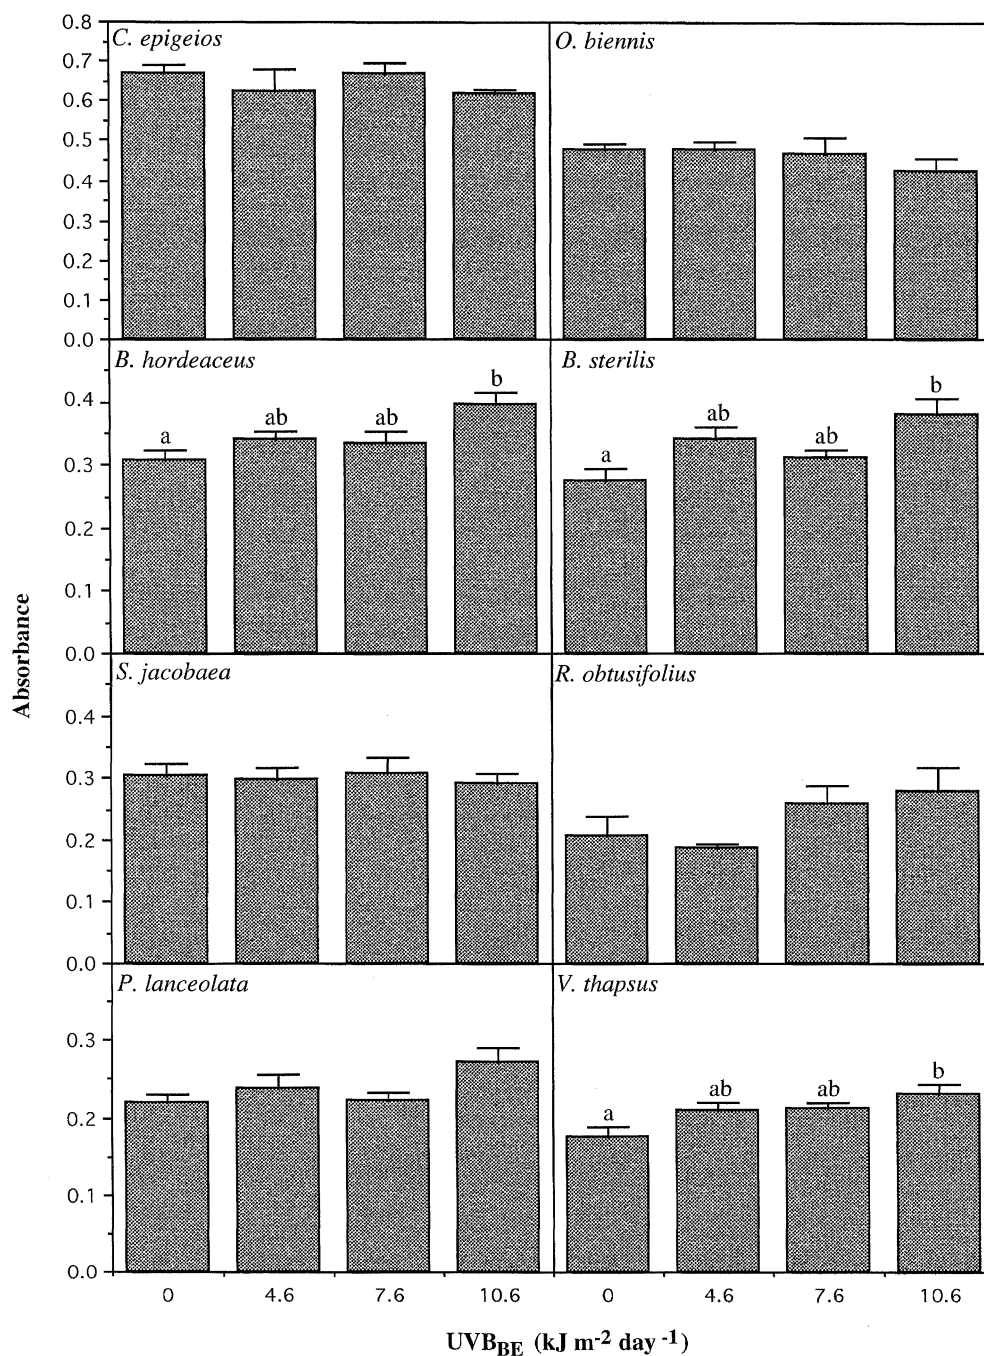 C. epigeios
O. biennis
0.8
0.7
0.6
0.5
0.4
0.3
0.2
0.1
0.0
B. hordeaceus
B. sterilis
0.4
0.3
0.2
0.1
0.0
a
ab
ab
b
a
ab
ab
b
S. jacobaea
R. obtusifolius
0.4
0.3
0.2
0.1
0.0
P. lanceolata
V. thapsus
0.3
0.2
0.1
0.0
a
ab
ab
b
0 4.6 7.6 10.6 0 4.6 7.6 10.6
Absorbance
UVB_BE (kJ m⁻² day ⁻¹)